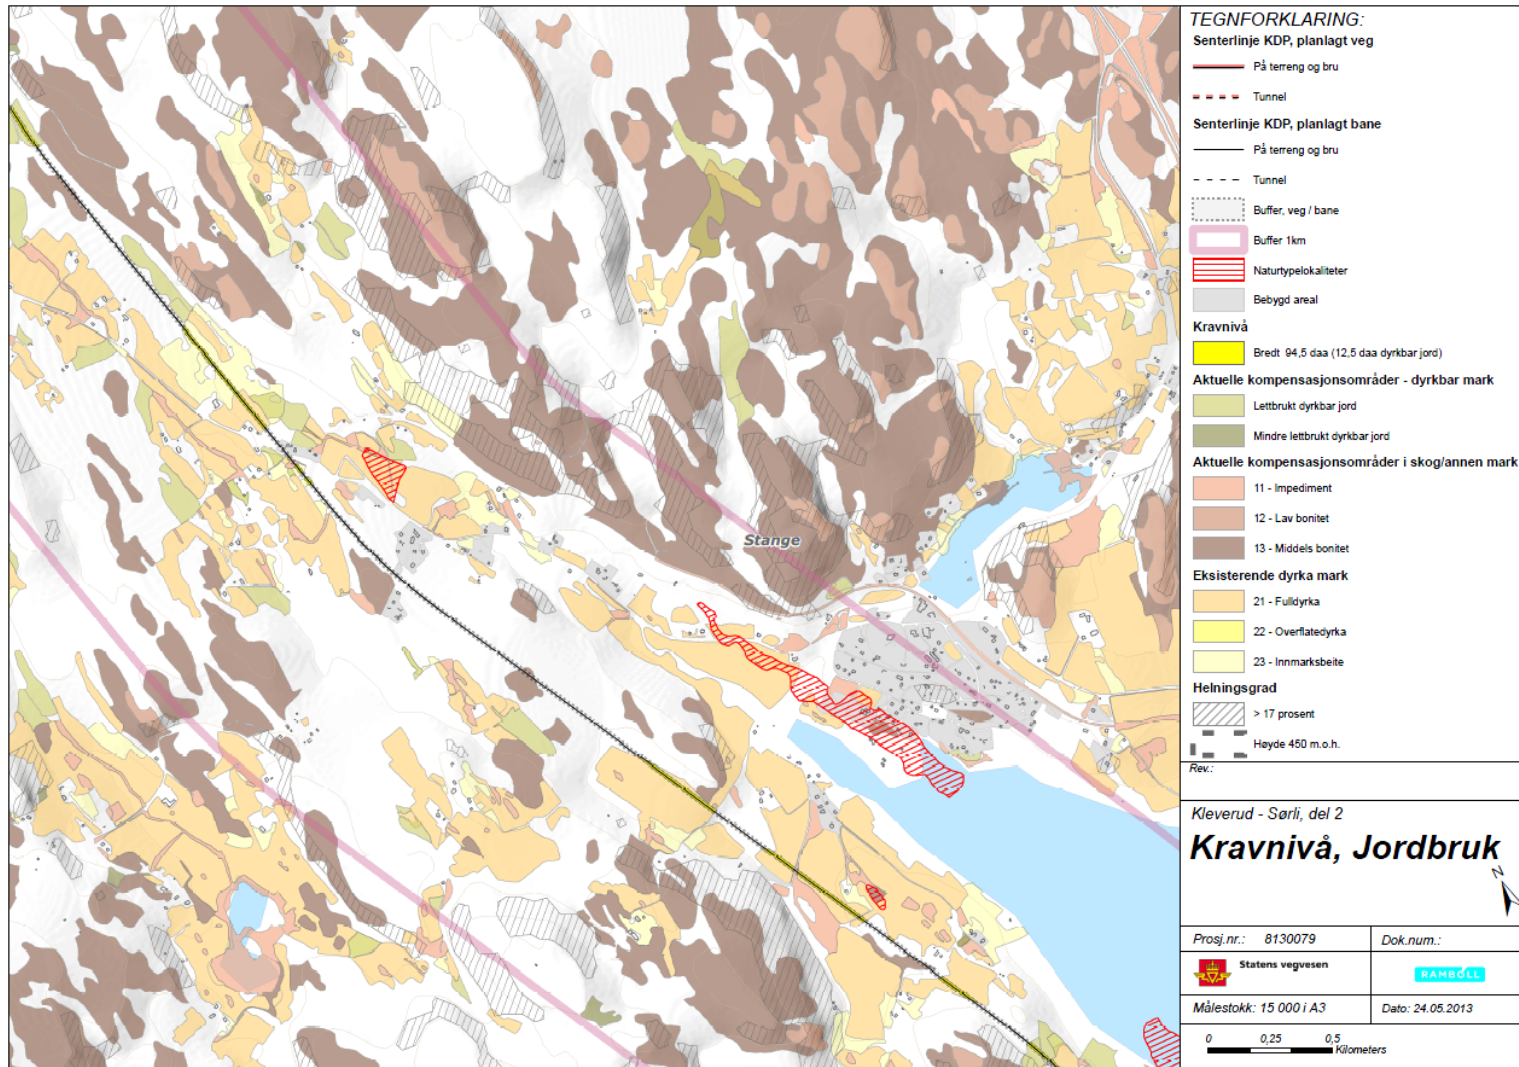 Stange
TEGNFORKLARING:
Senterlinje KDP, planlagt veg
På terreng og bru
Tunnel
Senterlinje KDP, planlagt bane
På terreng og bru
Tunnel
Buffer, veg / bane
Buffer 1km
Naturtypelokaliteter
Bebygd areal
Kravnivå
Bredt 94,5 daa (12,5 daa dyrkbar jord)
Aktuelle kompensasjonsområder - dyrkbar mark
Lettbrukt dyrkbar jord
Mindre lettbrukt dyrkbar jord
Aktuelle kompensasjonsområder i skog/annen mark
11 - Impediment
12 - Lav bonitet
13 - Middels bonitet
Eksisterende dyrka mark
21 - Fulldyrka
22 - Overflatedyrka
23 - Innmarksbeite
Helningsgrad
> 17 prosent
Høyde 450 m.o.h.
Rev.:
Kleverud - Sørli, del 2
Kravnivå, Jordbruk
N
Prosj.nr.: 8130079
Dok.num.:
Statens vegvesen
RAMBOLL
Målestokk: 15 000 i A3
Dato: 24.05.2013
0 0,25 0,5
Kilometers